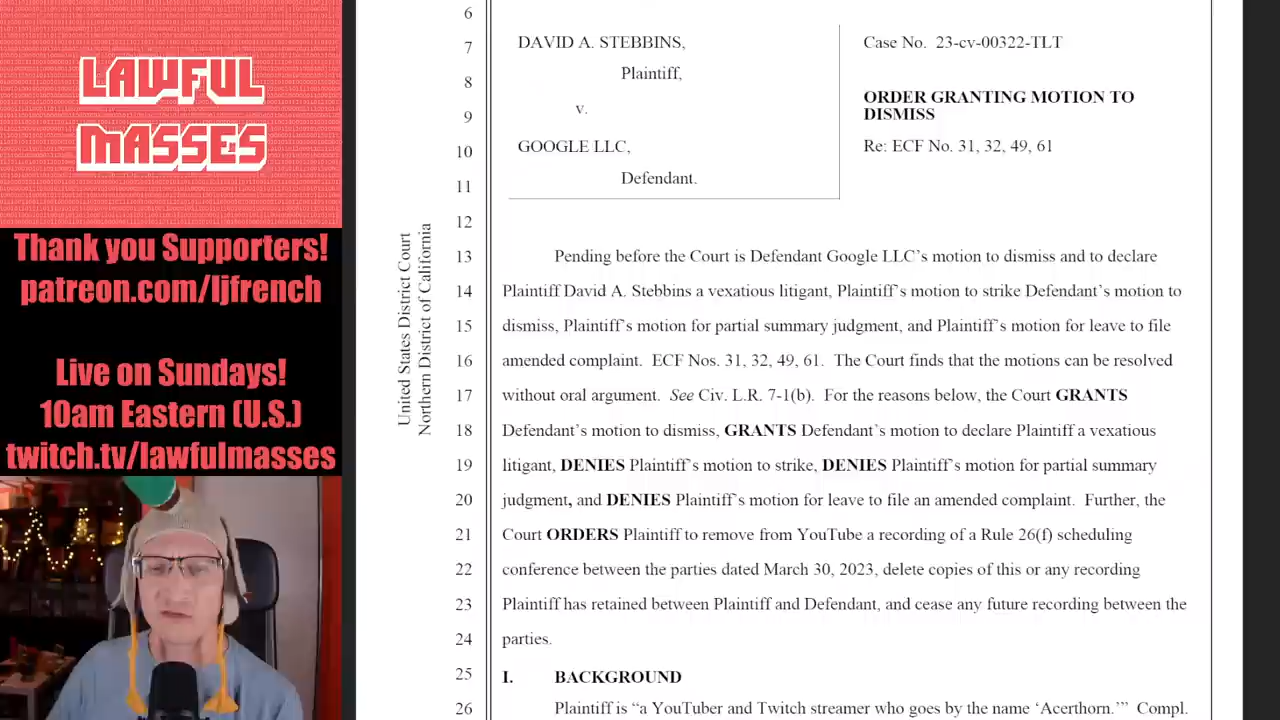 LAWFUL
MASSES
Thank you Supporters!
patreon.com/ljfrench
Live on Sundays!
10am Eastern (U.S.)
twitch.tv/lawfulmasses
United States District Court
Northern District of California
6
7 DAVID A. STEBBINS, Case No. 23-cv-00322-TLT
8 Plaintiff,
9 v. ORDER GRANTING MOTION TO
DISMISS
10 GOOGLE LLC, Re: ECF No. 31, 32, 49, 61
11 Defendant.
12
13 Pending before the Court is Defendant Google LLC's motion to dismiss and to declare
14 Plaintiff David A. Stebbins a vexatious litigant, Plaintiff's motion to strike Defendant's motion to
15 dismiss, Plaintiff's motion for partial summary judgment, and Plaintiff's motion for leave to file
16 amended complaint. ECF Nos. 31, 32, 49, 61. The Court finds that the motions can be resolved
17 without oral argument. See Civ. L.R. 7-1(b). For the reasons below, the Court GRANTS
18 Defendant's motion to dismiss, GRANTS Defendant's motion to declare Plaintiff a vexatious
19 litigant, DENIES Plaintiff's motion to strike, DENIES Plaintiff's motion for partial summary
20 judgment, and DENIES Plaintiff's motion for leave to file an amended complaint. Further, the
21 Court ORDERS Plaintiff to remove from YouTube a recording of a Rule 26(f) scheduling
22 conference between the parties dated March 30, 2023, delete copies of this or any recording
23 Plaintiff has retained between Plaintiff and Defendant, and cease any future recording between the
24 parties.
25 I. BACKGROUND
26 Plaintiff is "a YouTuber and Twitch streamer who goes by the name 'Acerthorn.'" Compl.